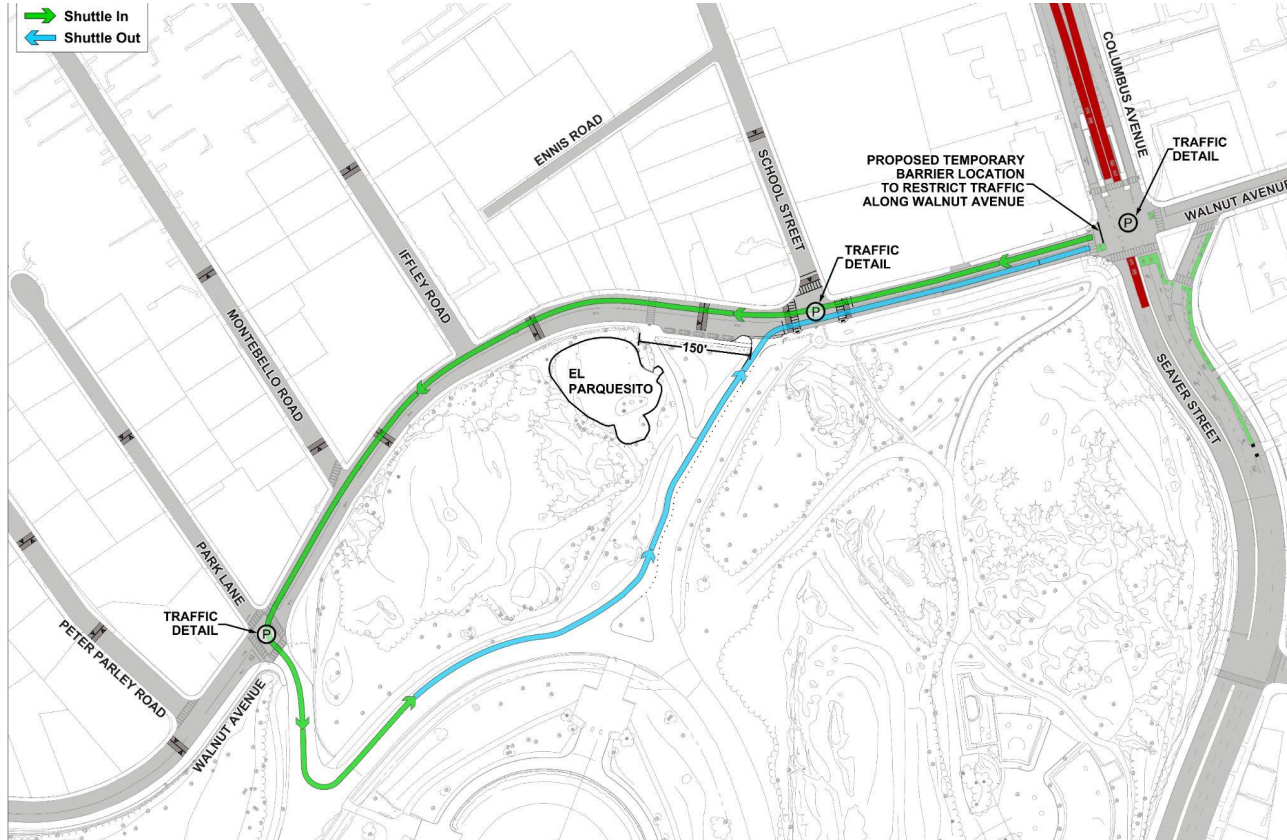 Shuttle In
Shuttle Out
COLUMBUS AVENUE
TRAFFIC
DETAIL
PROPOSED TEMPORARY
BARRIER LOCATION
TO RESTRICT TRAFFIC
ALONG WALNUT AVENUE
P
WALNUT AVENUE
ENNIS ROAD
SCHOOL STREET
TRAFFIC
DETAIL
P
IFFLEY ROAD
MONTEBELLO ROAD
150'
EL
PARQUESITO
SEAVER STREET
PARK LANE
TRAFFIC
DETAIL
P
PETER PARLEY ROAD
WALNUT AVENUE